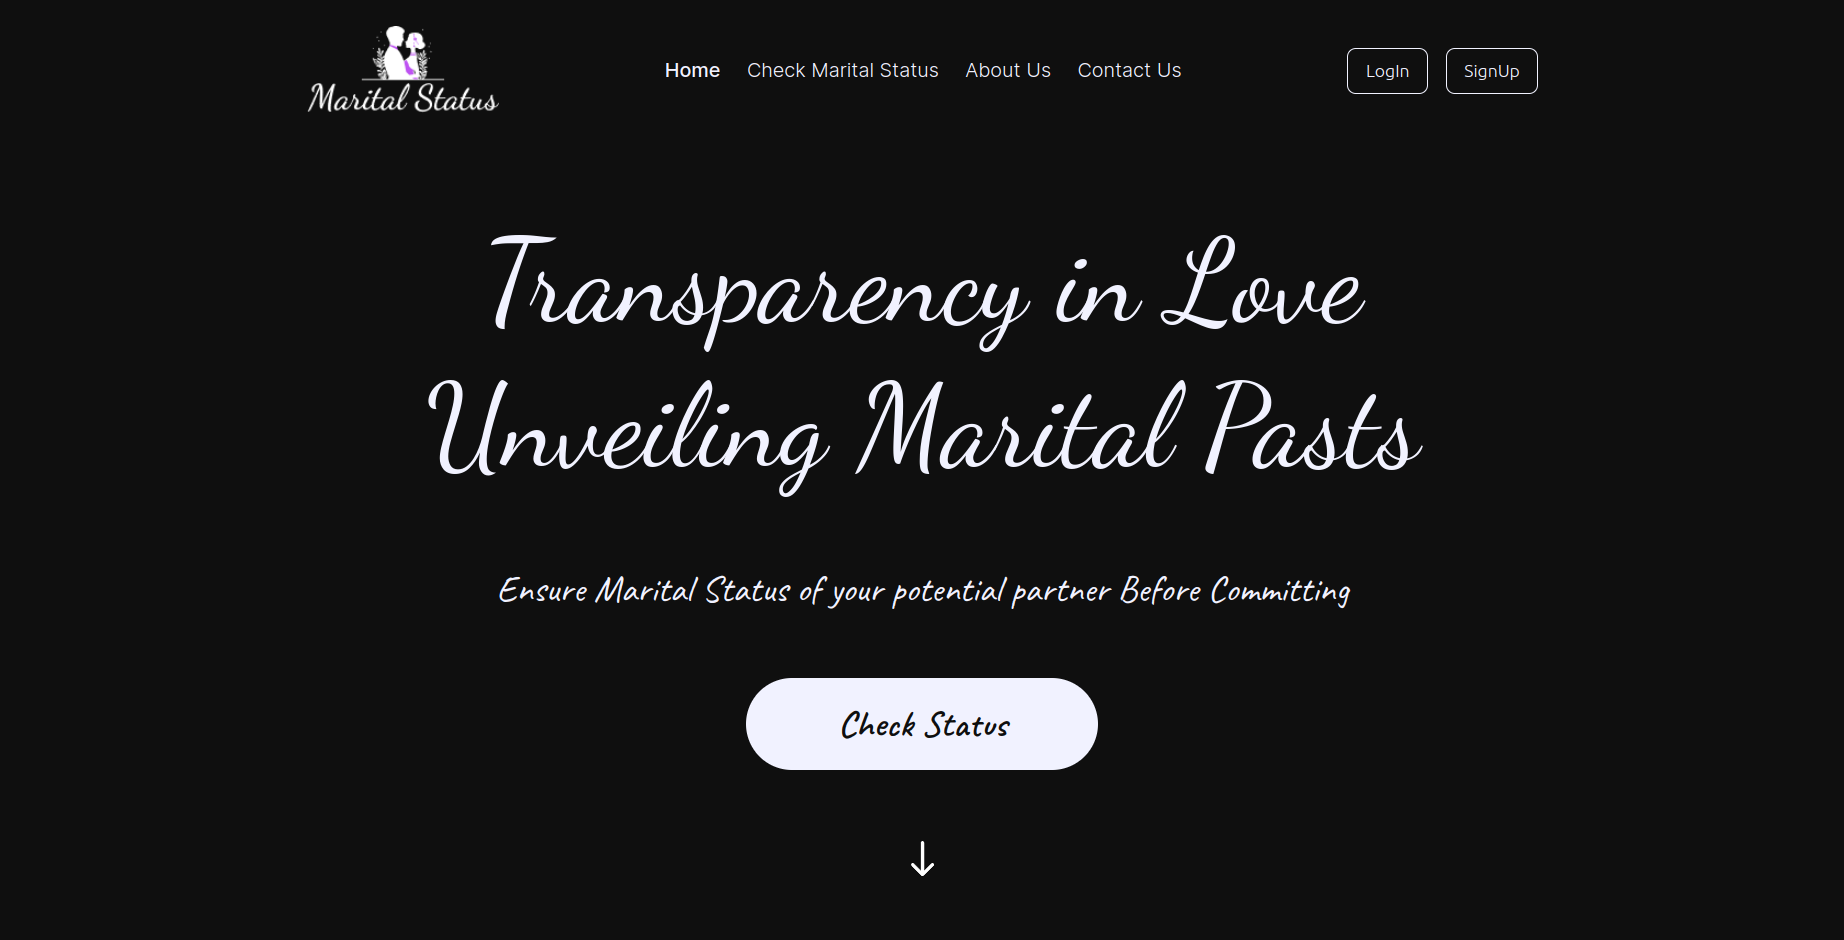 Marital Status
Home Check Marital Status About Us Contact Us
LogIn SignUp
Transparency in Love
Unveiling Marital Pasts
Ensure Marital Status of your potential partner Before Committing
Check Status